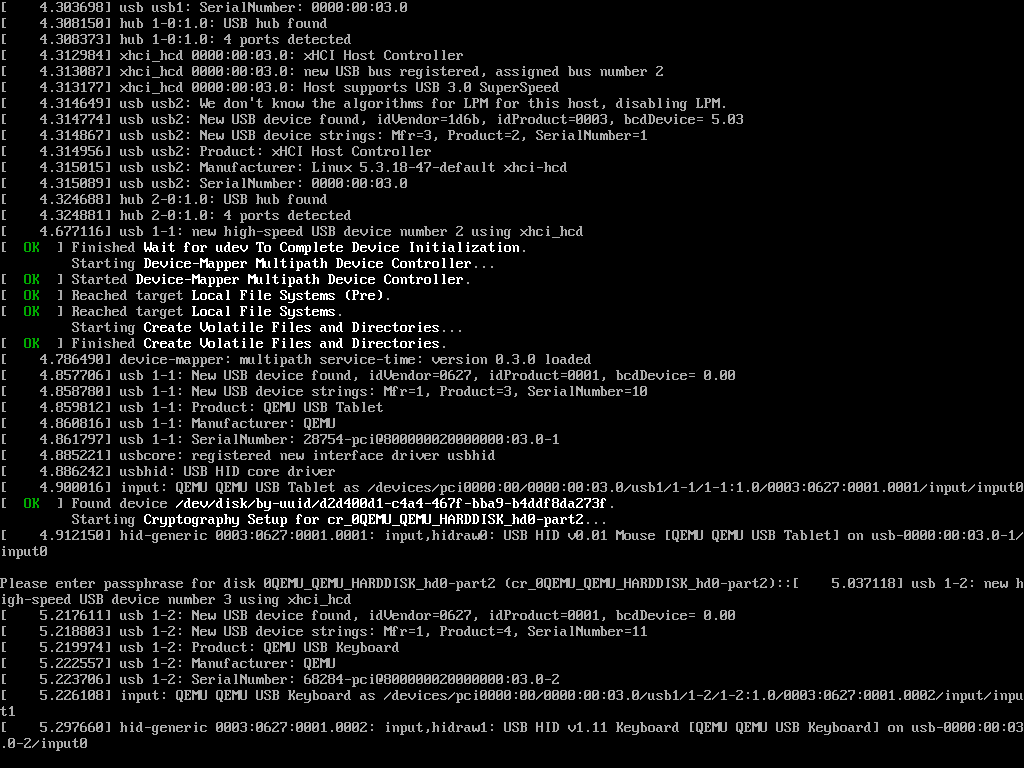 [    4.303698] usb usb1: SerialNumber: 0000:00:03.0
[    4.308150] hub 1-0:1.0: USB hub found
[    4.308373] hub 1-0:1.0: 4 ports detected
[    4.312984] xhci_hcd 0000:00:03.0: xHCI Host Controller
[    4.313087] xhci_hcd 0000:00:03.0: new USB bus registered, assigned bus number 2
[    4.313177] xhci_hcd 0000:00:03.0: Host supports USB 3.0 SuperSpeed
[    4.314649] usb usb2: We don't know the algorithms for LPM for this host, disabling LPM.
[    4.314774] usb usb2: New USB device found, idVendor=1d6b, idProduct=0003, bcdDevice= 5.03
[    4.314867] usb usb2: New USB device strings: Mfr=3, Product=2, SerialNumber=1
[    4.314956] usb usb2: Product: xHCI Host Controller
[    4.315015] usb usb2: Manufacturer: Linux 5.3.18-47-default xhci-hcd
[    4.315089] usb usb2: SerialNumber: 0000:00:03.0
[    4.324688] hub 2-0:1.0: USB hub found
[    4.324881] hub 2-0:1.0: 4 ports detected
[    4.677116] usb 1-1: new high-speed USB device number 2 using xhci_hcd
[  OK  ] Finished Wait for udev To Complete Device Initialization.
         Starting Device-Mapper Multipath Device Controller...
[  OK  ] Started Device-Mapper Multipath Device Controller.
[  OK  ] Reached target Local File Systems (Pre).
[  OK  ] Reached target Local File Systems.
         Starting Create Volatile Files and Directories...
[  OK  ] Finished Create Volatile Files and Directories.
[    4.786490] device-mapper: multipath service-time: version 0.3.0 loaded
[    4.857706] usb 1-1: New USB device found, idVendor=0627, idProduct=0001, bcdDevice= 0.00
[    4.858780] usb 1-1: New USB device strings: Mfr=1, Product=3, SerialNumber=10
[    4.859812] usb 1-1: Product: QEMU USB Tablet
[    4.860816] usb 1-1: Manufacturer: QEMU
[    4.861797] usb 1-1: SerialNumber: 28754-pci@800000020000000:03.0-1
[    4.885221] usbcore: registered new interface driver usbhid
[    4.886242] usbhid: USB HID core driver
[    4.900016] input: QEMU QEMU USB Tablet as /devices/pci0000:00/0000:00:03.0/usb1/1-1/1-1:1.0/0003:0627:0001.0001/input/input0
[  OK  ] Found device /dev/disk/by-uuid/d2d400d1-c4a4-467f-bba9-b4ddf8da273f.
         Starting Cryptography Setup for cr_0QEMU_QEMU_HARDDISK_hd0-part2...
[    4.912150] hid-generic 0003:0627:0001.0001: input,hidraw0: USB HID v0.01 Mouse [QEMU QEMU USB Tablet] on usb-0000:00:03.0-1/
input0
Please enter passphrase for disk 0QEMU_QEMU_HARDDISK_hd0-part2 (cr_0QEMU_QEMU_HARDDISK_hd0-part2)::[    5.037118] usb 1-2: new h
igh-speed USB device number 3 using xhci_hcd
[    5.217611] usb 1-2: New USB device found, idVendor=0627, idProduct=0001, bcdDevice= 0.00
[    5.218803] usb 1-2: New USB device strings: Mfr=1, Product=4, SerialNumber=11
[    5.219974] usb 1-2: Product: QEMU USB Keyboard
[    5.222557] usb 1-2: Manufacturer: QEMU
[    5.223706] usb 1-2: SerialNumber: 68284-pci@800000020000000:03.0-2
[    5.226108] input: QEMU QEMU USB Keyboard as /devices/pci0000:00/0000:00:03.0/usb1/1-2/1-2:1.0/0003:0627:0001.0002/input/inpu
t1
[    5.297660] hid-generic 0003:0627:0001.0002: input,hidraw1: USB HID v1.11 Keyboard [QEMU QEMU USB Keyboard] on usb-0000:00:03
.0-2/input0